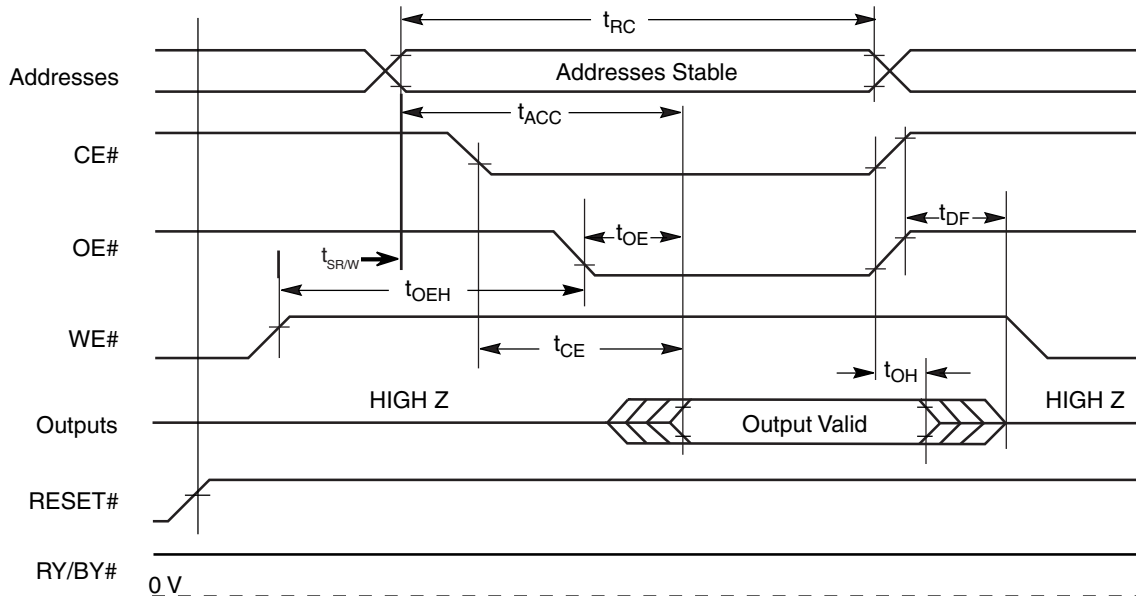 tRC
Addresses
Addresses Stable
tACC
CE#
tDF
OE#
tOE
tSR/W
tOEH
WE#
tCE
tOH
HIGH Z
HIGH Z
Outputs
Output Valid
RESET#
RY/BY#
0 V